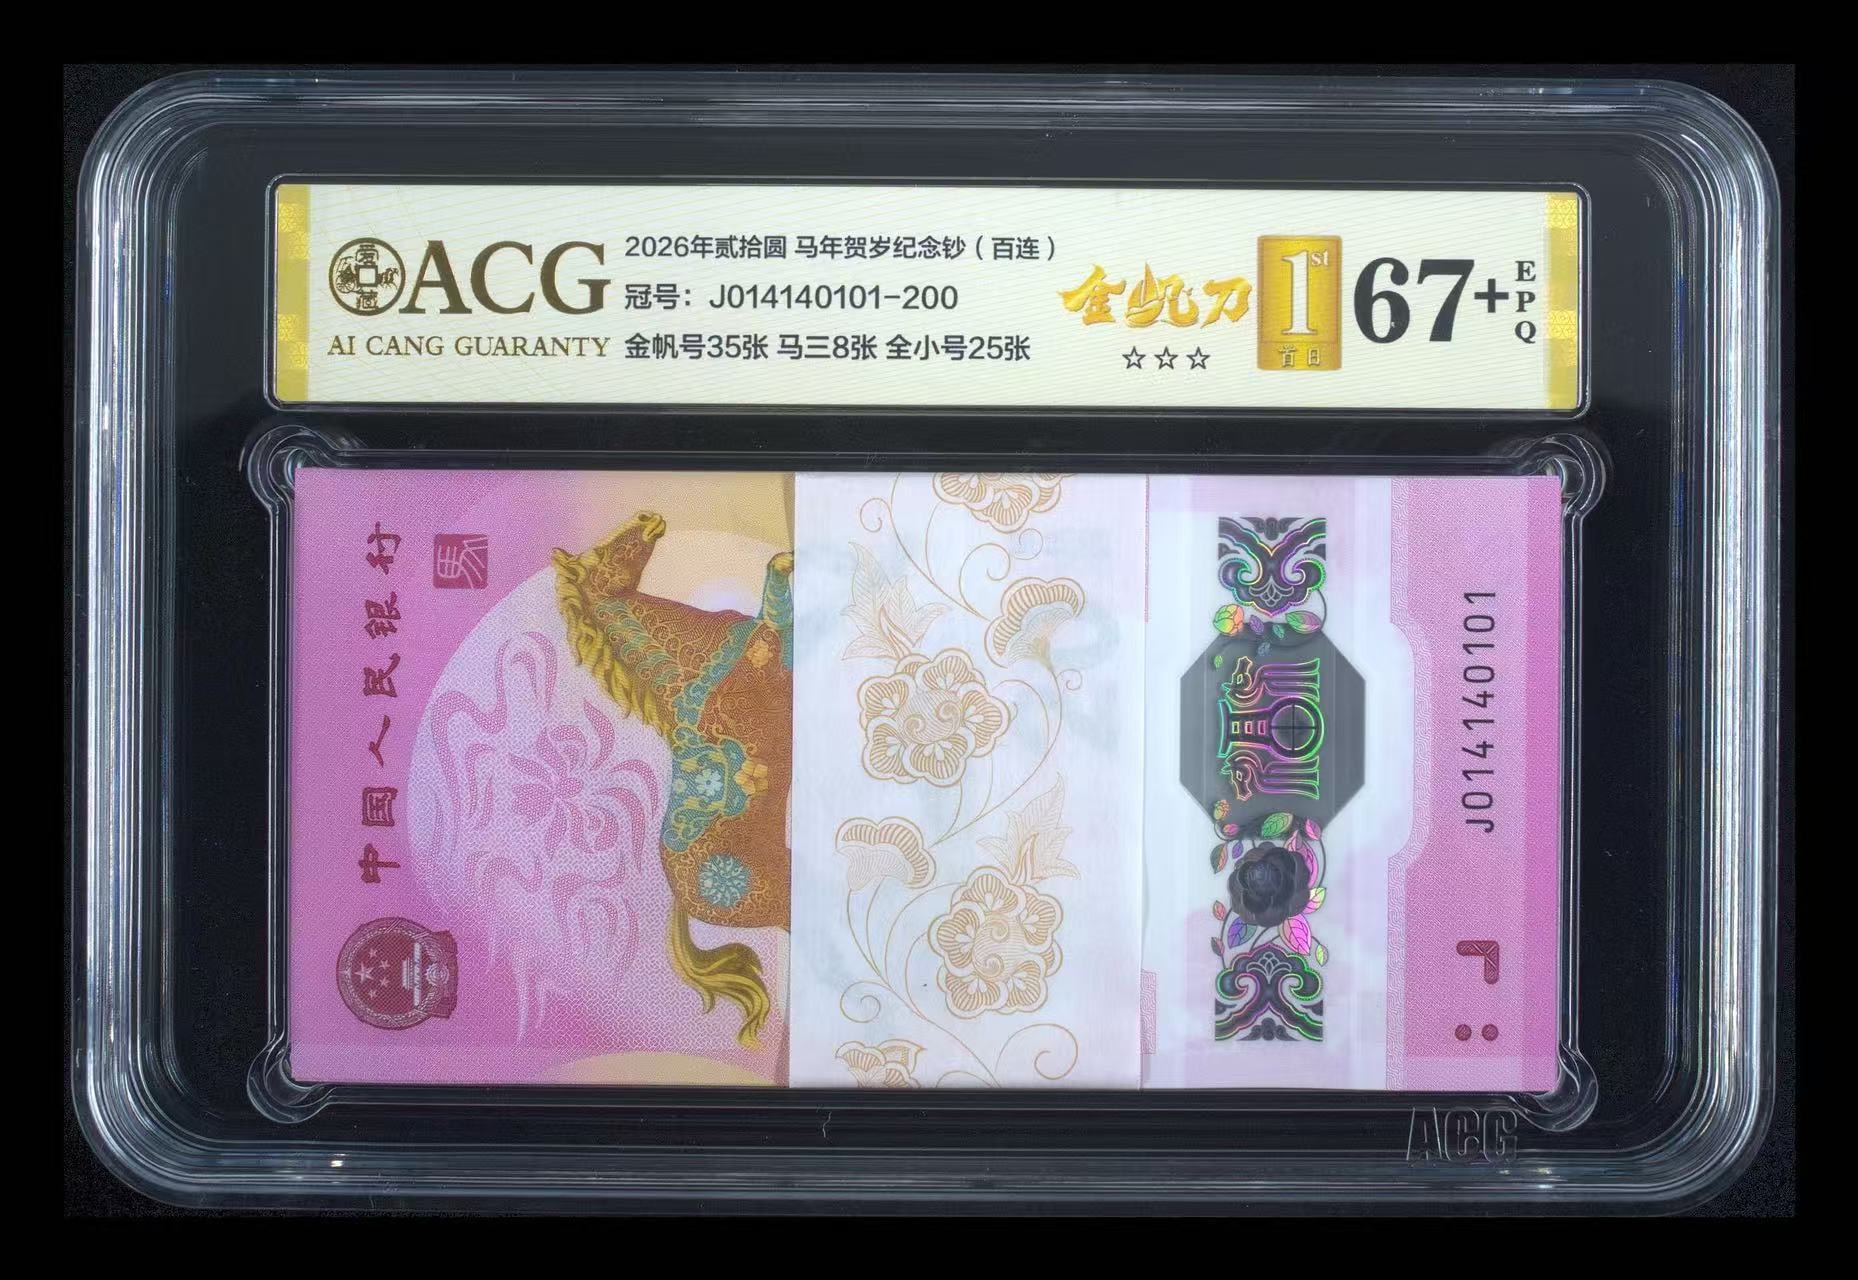 ACG
AI CANG GUARANTY
2026年贰拾圆 马年贺岁纪念钞（百连）
冠号：J014140101-200
金帆号35张 马三8张 全小号25张
金帆刀
☆☆☆
1st
首日
67+
EPQ
中国人民银行
J014140101
ACG